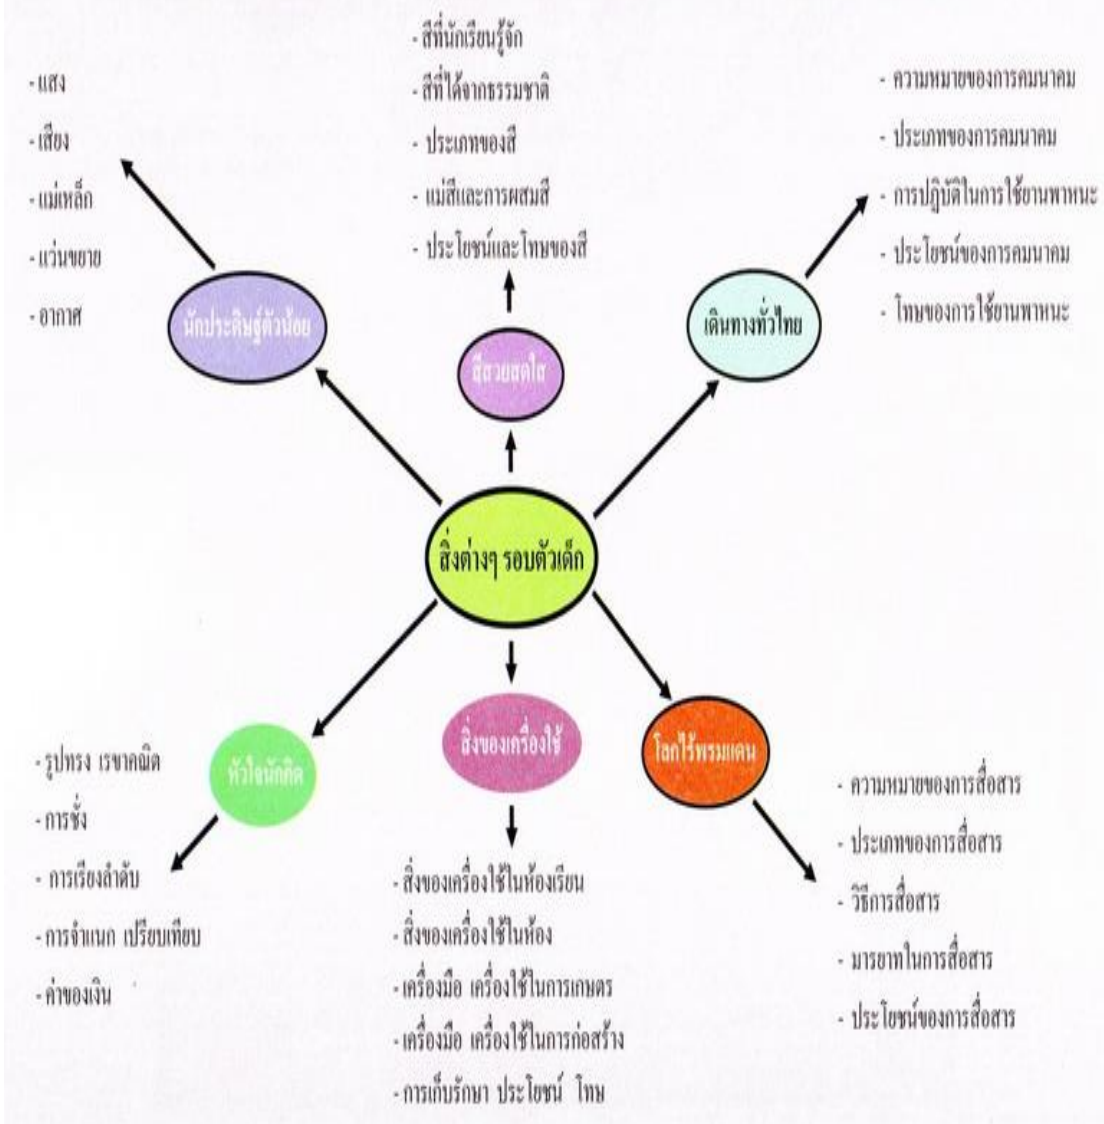 - แสง
- เสียง
- แม่เหล็ก
- แว่นขยาย
- อากาศ
นักประดิษฐ์ตัวน้อย
- สีที่นักเรียนรู้จัก
- สีที่ได้จากธรรมชาติ
- ประเภทของสี
- แม่สีและการผสมสี
- ประโยชน์และโทษของสี
สีสวยสดใส
- ความหมายของการคมนาคม
- ประเภทของการคมนาคม
- การปฎิบัติในการใช้ยานพาหนะ
- ประโยชน์ของการคมนาคม
- โทษของการใช้ยานพาหนะ
เดินทางทั่วไทย
สิ่งต่างๆ รอบตัวเด็ก
หัวใจนักคิด
- รูปทรง เรขาคณิต
- การชั่ง
- การเรียงลำดับ
- การจำแนก เปรียบเทียบ
- ค่าของเงิน
สิ่งของเครื่องใช้
- สิ่งของเครื่องใช้ในห้องเรียน
- สิ่งของเครื่องใช้ในห้อง
- เครื่องมือ เครื่องใช้ในการเกษตร
- เครื่องมือ เครื่องใช้ในการก่อสร้าง
- การเก็บรักษา ประโยชน์ โทษ
โลกไร้พรมแดน
- ความหมายของการสื่อสาร
- ประเภทของการสื่อสาร
- วิธีการสื่อสาร
- มารยาทในการสื่อสาร
- ประโยชน์ของการสื่อสาร